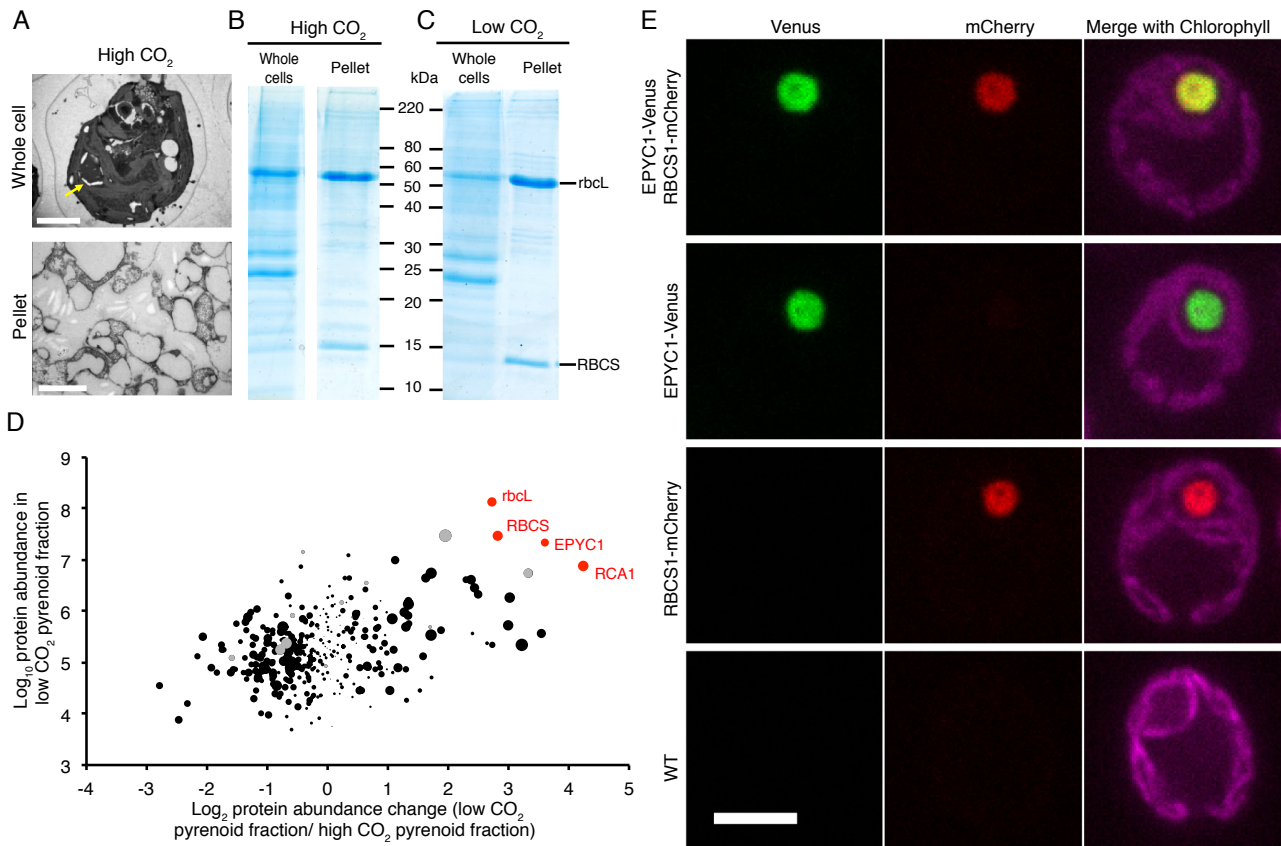 A
High CO2
Whole cell
Pellet
B
High CO2
Whole cells
Pellet
kDa
220
80
60
50
40
30
25
20
15
10
C
Low CO2
Whole cells
Pellet
rbcL
RBCS
D
Log10 protein abundance in
low CO2 pyrenoid fraction
9
8
7
6
5
4
3
rbcL
RBCS
EPYC1
RCA1
-4 -3 -2 -1 0 1 2 3 4 5
Log2 protein abundance change (low CO2
pyrenoid fraction/ high CO2 pyrenoid fraction)
E
Venus mCherry Merge with Chlorophyll
EPYC1-Venus
RBCS1-mCherry
EPYC1-Venus
RBCS1-mCherry
WT